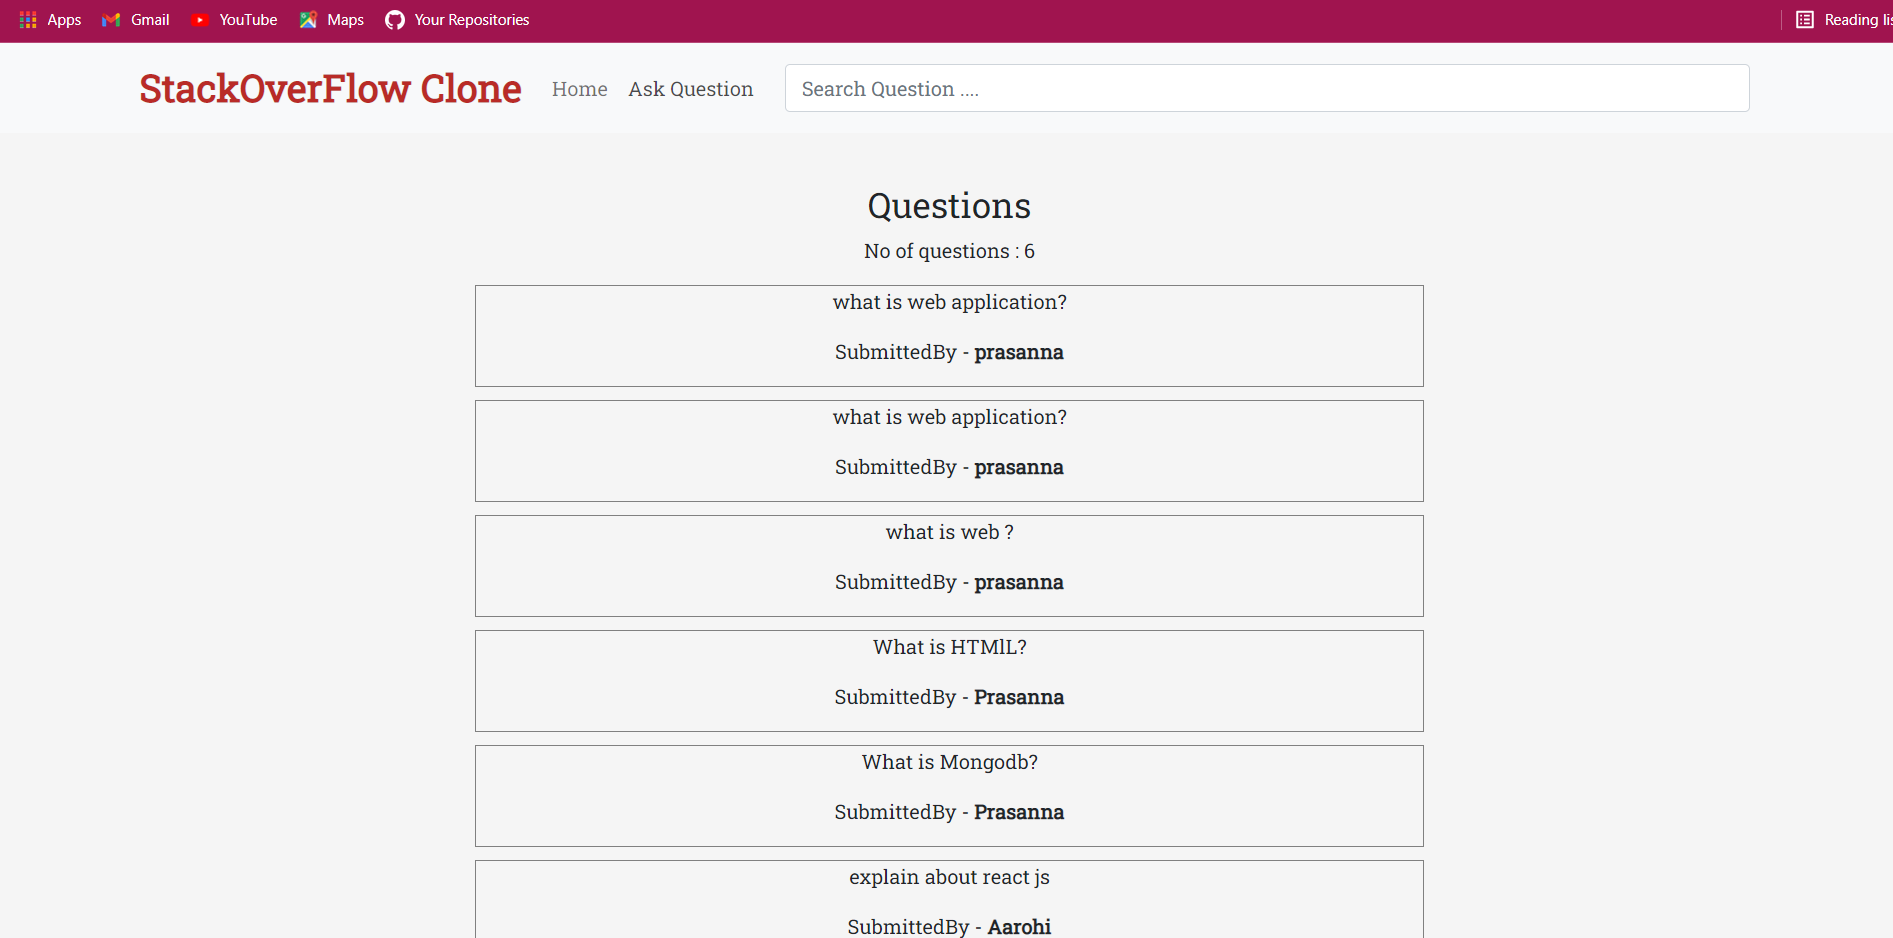 Apps Gmail YouTube Maps Your Repositories Reading
StackOverFlow Clone Home Ask Question Search Question ....
Questions
No of questions : 6
what is web application?
SubmittedBy - prasanna
what is web application?
SubmittedBy - prasanna
what is web ?
SubmittedBy - prasanna
What is HTMlL?
SubmittedBy - Prasanna
What is Mongodb?
SubmittedBy - Prasanna
explain about react js
SubmittedBy - Aarohi